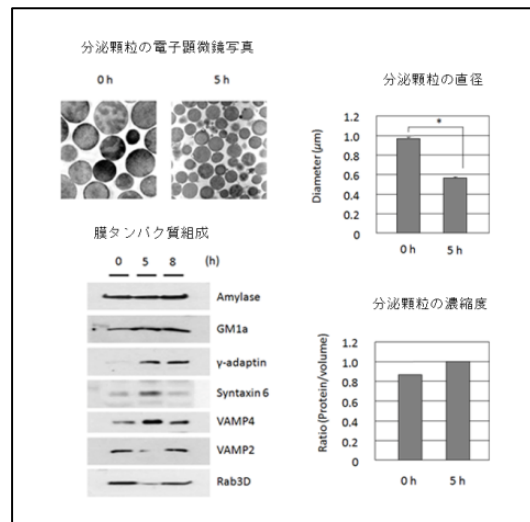 分泌顆粒の電子顕微鏡写真
0 h
5 h
膜タンパク質組成
0 5 8 (h)
Amylase
GM1a
γ-adaptin
Syntaxin 6
VAMP4
VAMP2
Rab3D
分泌顆粒の直径
Diameter (μm)
1.2
1.0
0.8
0.6
0.4
0.2
0
*
0 h
5 h
分泌顆粒の濃縮度
Ratio (Protein/volume)
1.2
1.0
0.8
0.6
0.4
0.2
0
0 h
5 h